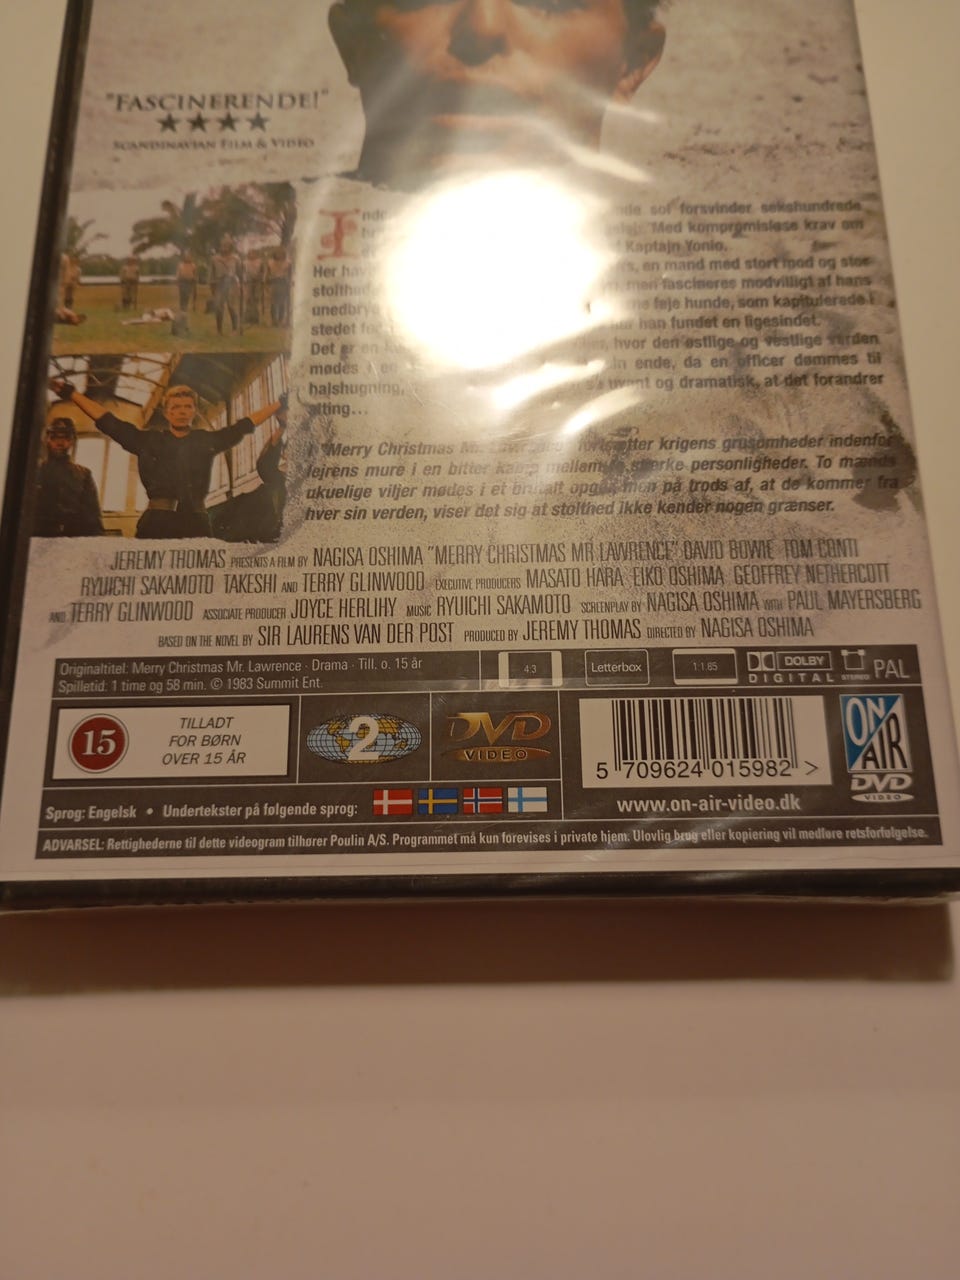 "FASCINERENDE!"
SCANDINAVIAN FILM & VIDEO
sol forsvinder sekshundrede
Med kompromisløse krav om
Kaptajn Yonio.
Her en mand med stort mod og stor
men fascineres modvilligt af hans
feje hunde, som kapitulerede i
stedet han fundet en ligesindet.
Det er en hvor den østlige og vestlige verden
mødes ende, da en officer dømmes til
halshugning, og dramatisk, at det forandrer
alting...
"Merry Christmas Mr. krigens grusomheder indenfor
lejrens mure i en bitter kamp mellem personligheder. To mænds
ukuelige viljer mødes i et brutalt men på trods af, at de kommer fra
hver sin verden, viser det sig at stolthed ikke kender nogen grænser.
JEREMY THOMAS PRESENTS A FILM BY NAGISA OSHIMA "MERRY CHRISTMAS MR LAWRENCE" DAVID BOWIE TOM CONTI
RYUICHI SAKAMOTO TAKESHI AND TERRY GLINWOOD EXECUTIVE PRODUCERS MASATO HARA EIKO OSHIMA GEOFFREY NETHERCOTT
AND TERRY GLINWOOD ASSOCIATE PRODUCER JOYCE HERLIHY MUSIC RYUICHI SAKAMOTO SCREENPLAY BY NAGISA OSHIMA WITH PAUL MAYERSBERG
BASED ON THE NOVEL BY SIR LAURENS VAN DER POST PRODUCED BY JEREMY THOMAS DIRECTED BY NAGISA OSHIMA
Originaltitel: Merry Christmas Mr. Lawrence · Drama · Till. o. 15 år
Spilletid: 1 time og 58 min. © 1983 Summit Ent.
4:3
Letterbox
1:1.85
DOLBY
DIGITAL
STEREO
PAL
15
TILLADT
FOR BØRN
OVER 15 ÅR
2
DVD
VIDEO
5 709624 015982 >
ON
AIR
DVD
VIDEO
Sprog: Engelsk • Undertekster på følgende sprog:
www.on-air-video.dk
ADVARSEL: Rettighederne til dette videogram tilhører Poulin A/S. Programmet må kun forevises i private hjem. Ulovlig brug eller kopiering vil medføre retsforfølgelse.